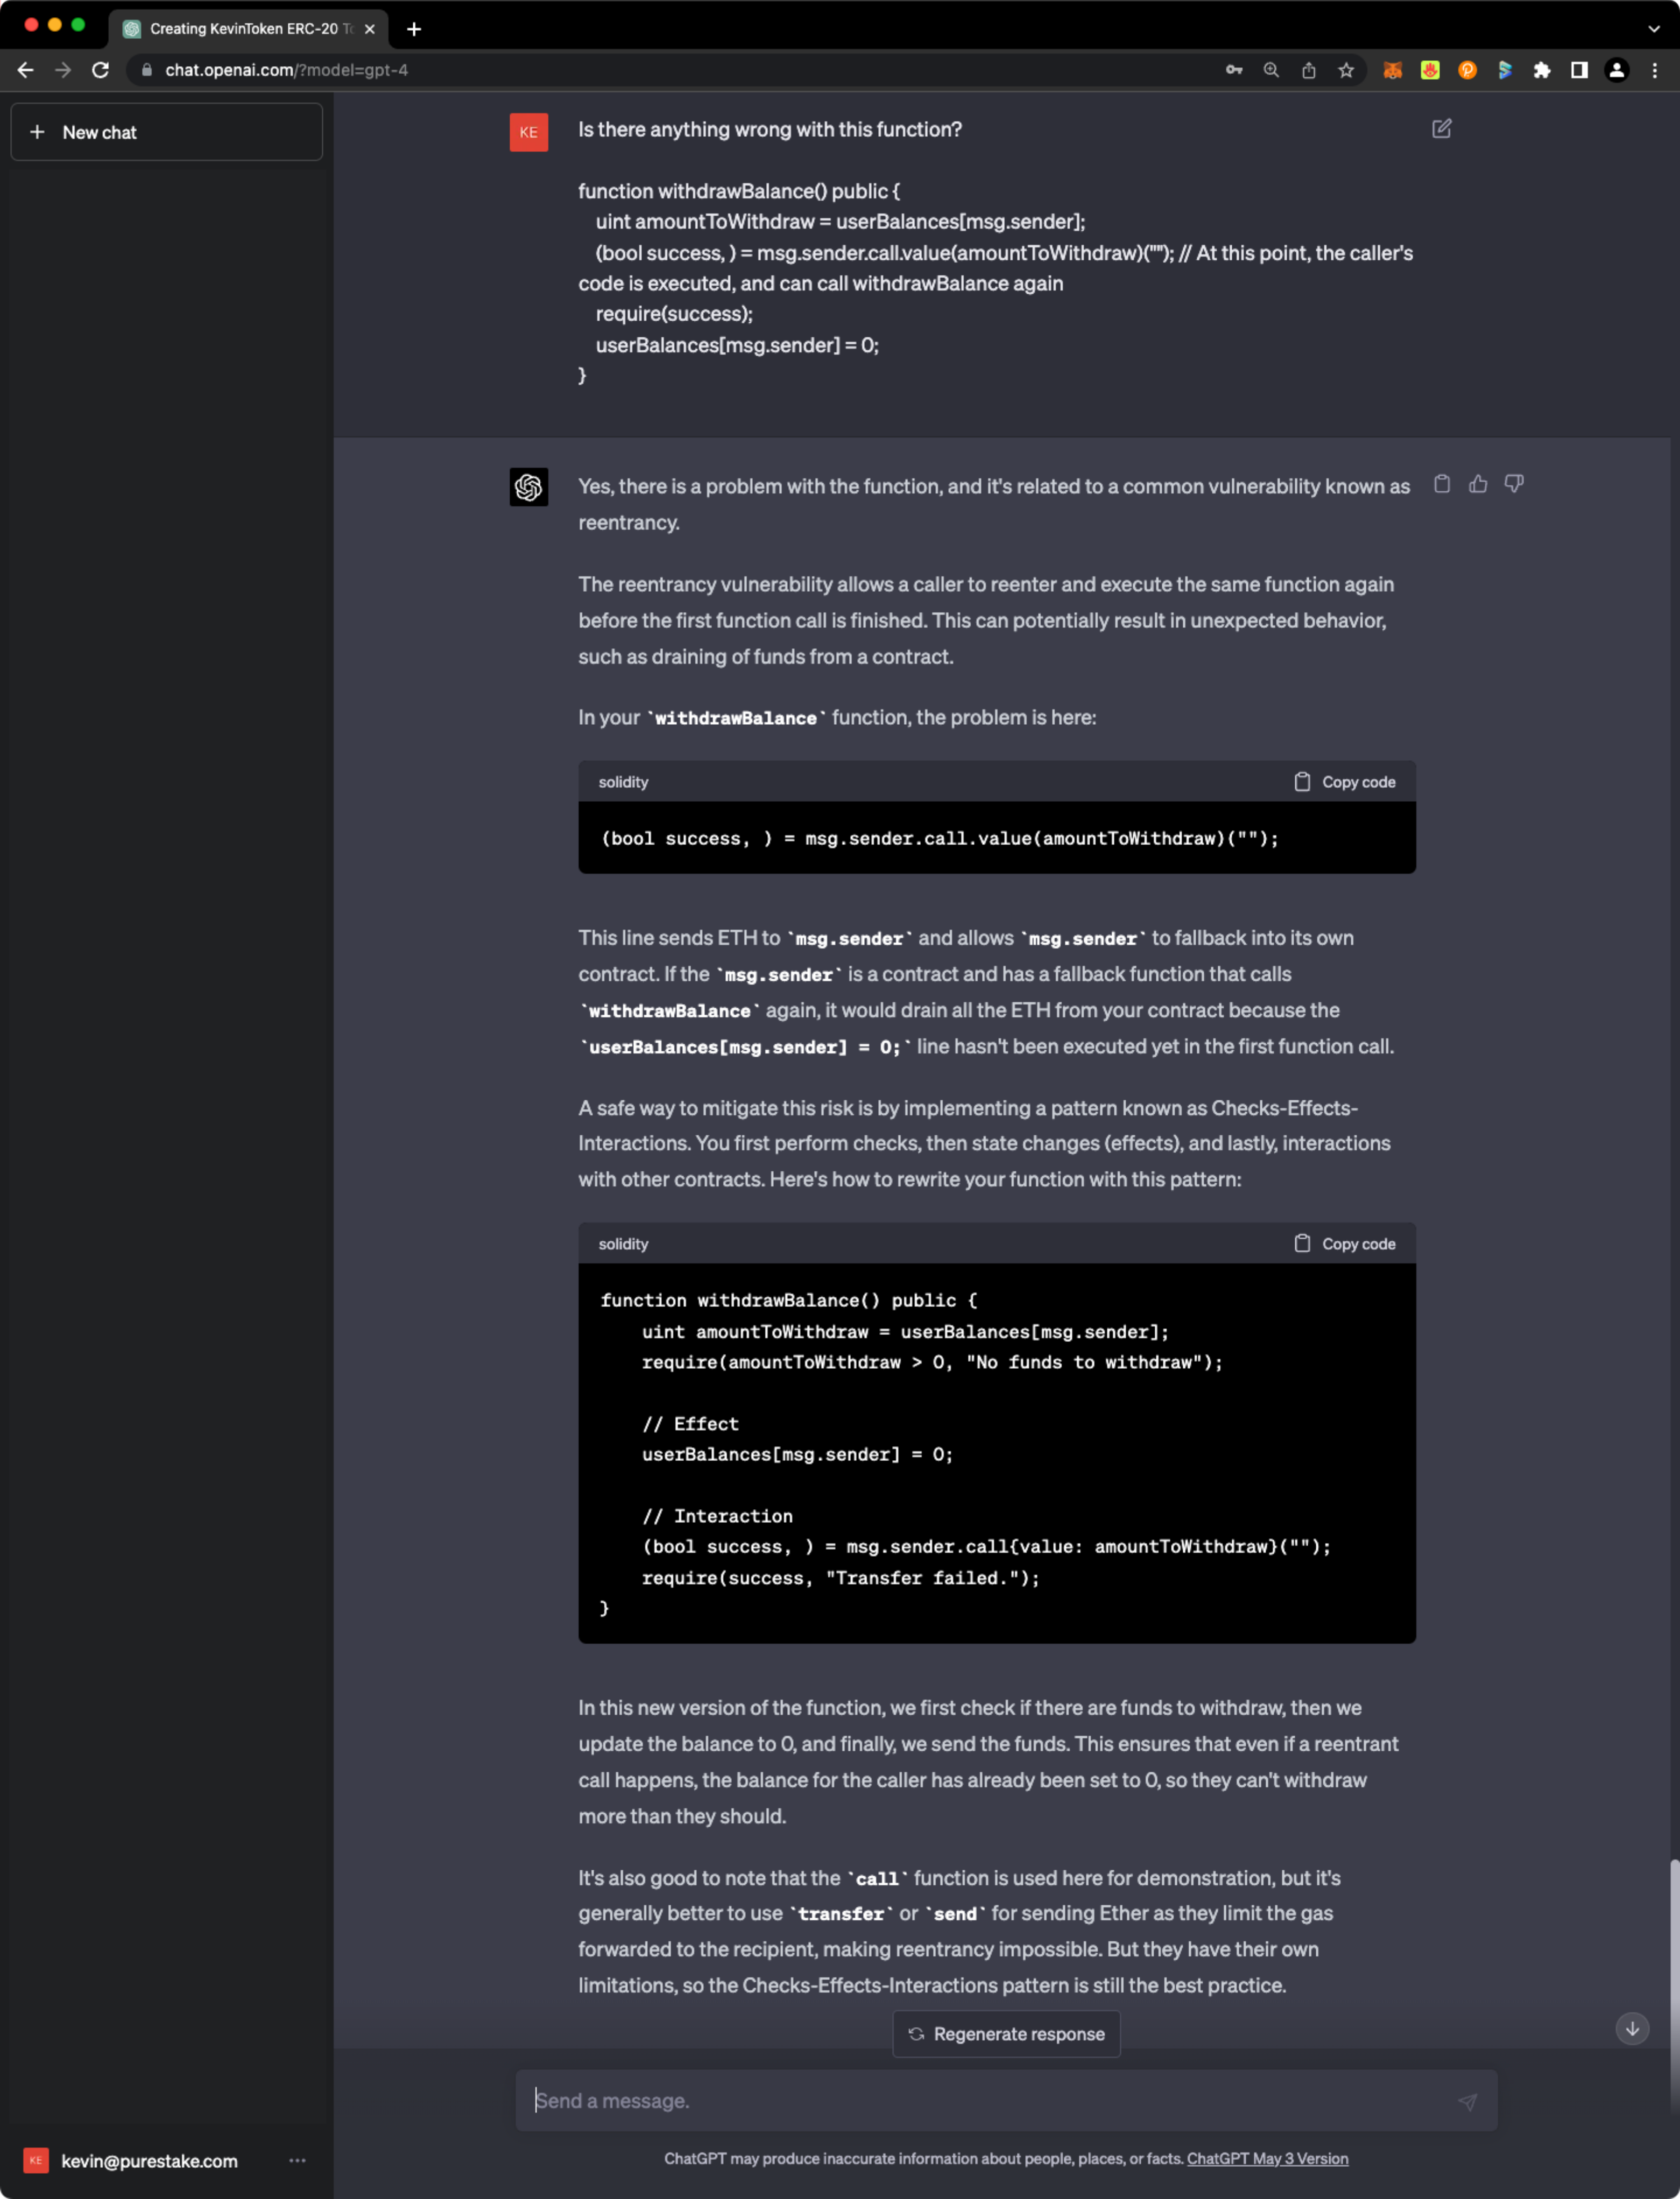 Creating KevinToken ERC-20 To
chat.openai.com/?model=gpt-4
New chat
KE
Is there anything wrong with this function?
function withdrawBalance() public {
uint amountToWithdraw = userBalances[msg.sender];
(bool success, ) = msg.sender.call.value(amountToWithdraw)(""); // At this point, the caller's
code is executed, and can call withdrawBalance again
require(success);
userBalances[msg.sender] = 0;
}
Yes, there is a problem with the function, and it's related to a common vulnerability known as
reentrancy.
The reentrancy vulnerability allows a caller to reenter and execute the same function again
before the first function call is finished. This can potentially result in unexpected behavior,
such as draining of funds from a contract.
In your `withdrawBalance` function, the problem is here:
solidity
Copy code
(bool success, ) = msg.sender.call.value(amountToWithdraw)("");
This line sends ETH to `msg.sender` and allows `msg.sender` to fallback into its own
contract. If the `msg.sender` is a contract and has a fallback function that calls
`withdrawBalance` again, it would drain all the ETH from your contract because the
`userBalances[msg.sender] = 0;` line hasn't been executed yet in the first function call.
A safe way to mitigate this risk is by implementing a pattern known as Checks-Effects-
Interactions. You first perform checks, then state changes (effects), and lastly, interactions
with other contracts. Here's how to rewrite your function with this pattern:
solidity
Copy code
function withdrawBalance() public {
uint amountToWithdraw = userBalances[msg.sender];
require(amountToWithdraw > 0, "No funds to withdraw");
// Effect
userBalances[msg.sender] = 0;
// Interaction
(bool success, ) = msg.sender.call{value: amountToWithdraw}("");
require(success, "Transfer failed.");
}
In this new version of the function, we first check if there are funds to withdraw, then we
update the balance to 0, and finally, we send the funds. This ensures that even if a reentrant
call happens, the balance for the caller has already been set to 0, so they can't withdraw
more than they should.
It's also good to note that the `call` function is used here for demonstration, but it's
generally better to use `transfer` or `send` for sending Ether as they limit the gas
forwarded to the recipient, making reentrancy impossible. But they have their own
limitations, so the Checks-Effects-Interactions pattern is still the best practice.
Regenerate response
Send a message.
KE
kevin@purestake.com
ChatGPT may produce inaccurate information about people, places, or facts. ChatGPT May 3 Version